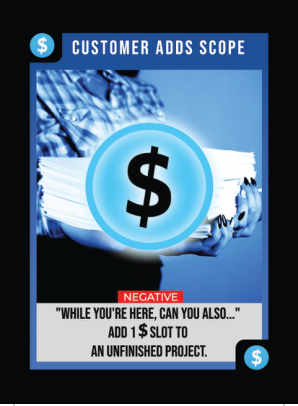 $ CUSTOMER ADDS SCOPE
$
NEGATIVE
"WHILE YOU'RE HERE, CAN YOU ALSO..."
ADD 1 $ SLOT TO
AN UNFINISHED PROJECT.
$